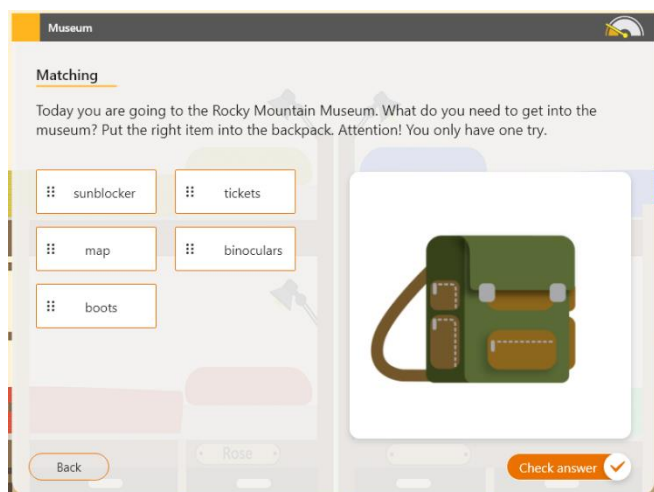 Museum
Matching
Today you are going to the Rocky Mountain Museum. What do you need to get into the
museum? Put the right item into the backpack. Attention! You only have one try.
sunblocker
tickets
map
binoculars
boots
Rose
Back
Check answer